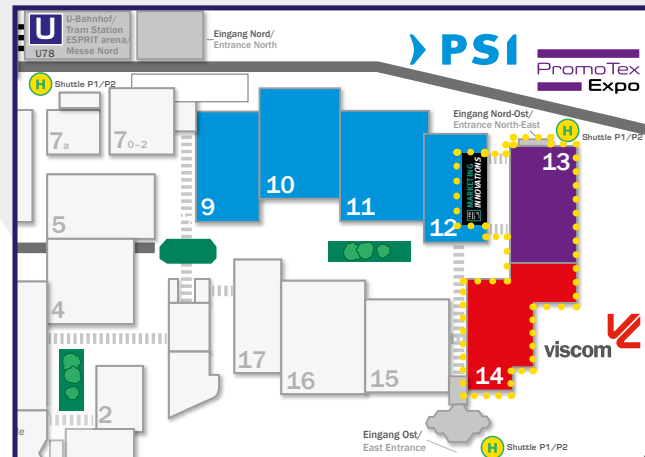 U
U-Bahnhof/
Tram Station
ESPRIT arena/
Messe Nord
U78
Eingang Nord/
Entrance North
PSI
PromoTex
Expo
H Shuttle P1/P2
Eingang Nord-Ost/
Entrance North-East
H
Shuttle P1/P2
7a
70–2
9
10
11
12
MARKETING
INNOVATIONS
13
5
4
17
16
15
14
viscom
2
le
Eingang Ost/
East Entrance
H Shuttle P1/P2